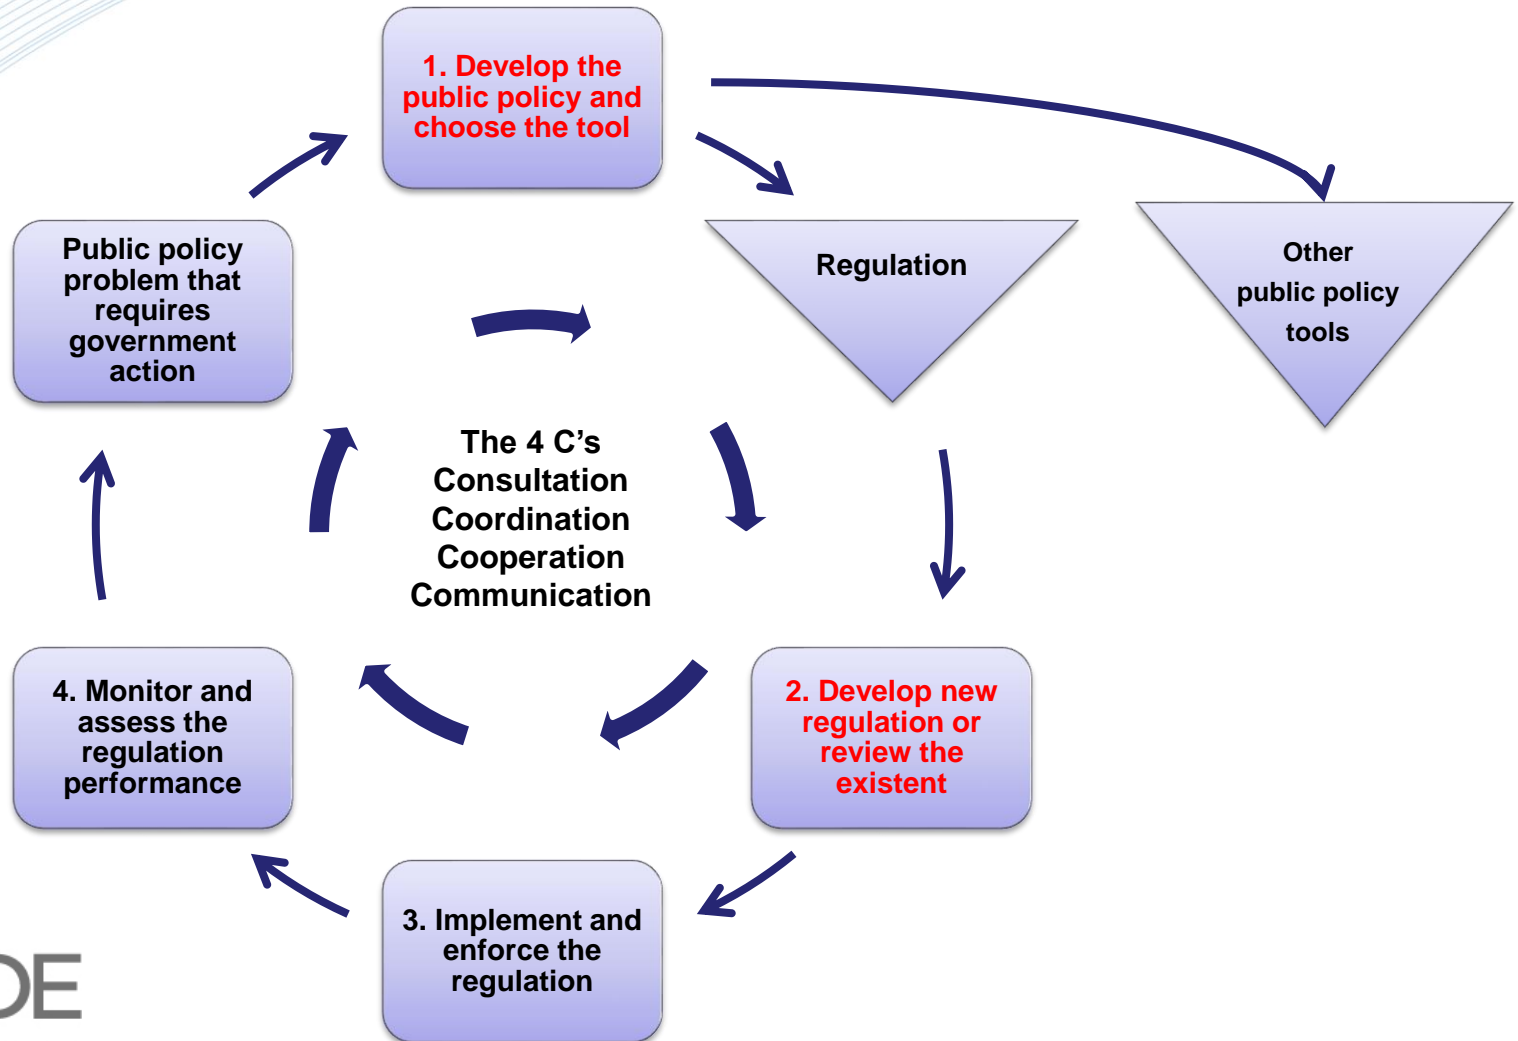 1. Develop the
public policy and
choose the tool
Public policy
problem that
requires
government
action
Regulation
Other
public policy
tools
The 4 C’s
Consultation
Coordination
Cooperation
Communication
4. Monitor and
assess the
regulation
performance
2. Develop new
regulation or
review the
existent
3. Implement and
enforce the
regulation